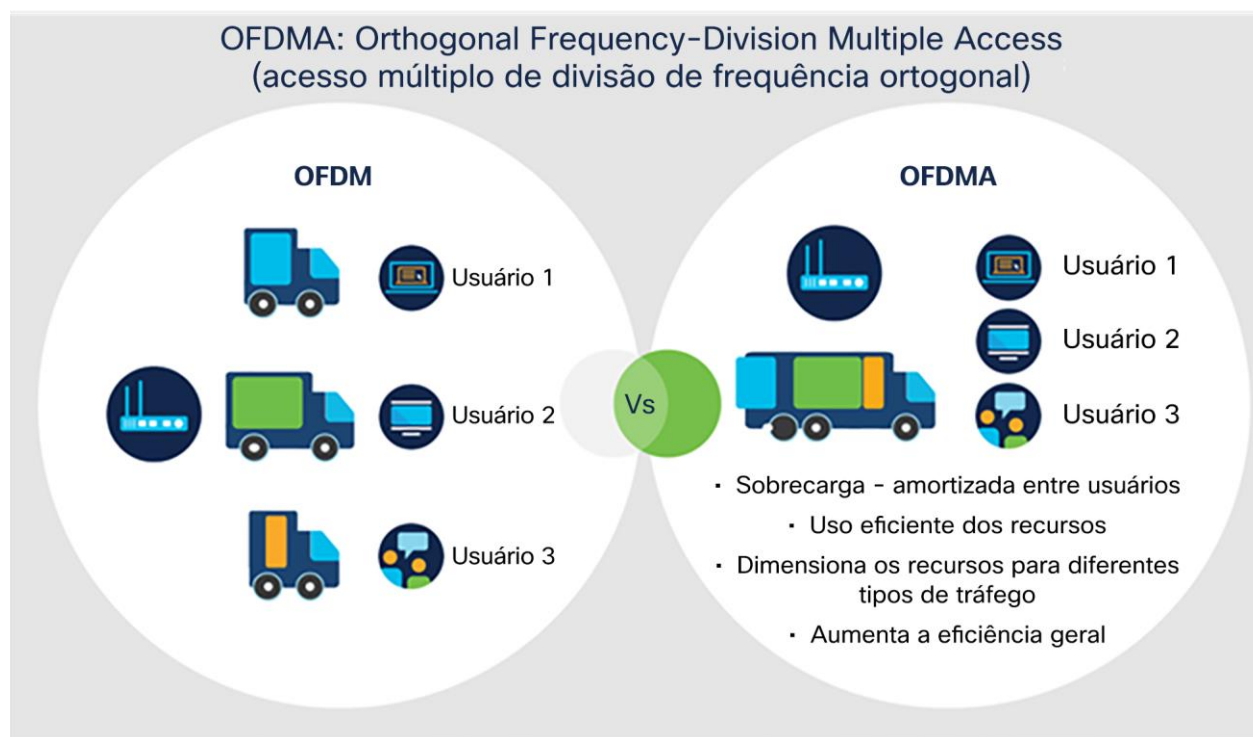 OFDMA: Orthogonal Frequency-Division Multiple Access
(acesso múltiplo de divisão de frequência ortogonal)
OFDM
Usuário 1
Usuário 2
Usuário 3
Vs
OFDMA
Usuário 1
Usuário 2
Usuário 3
· Sobrecarga - amortizada entre usuários
· Uso eficiente dos recursos
· Dimensiona os recursos para diferentes
tipos de tráfego
· Aumenta a eficiência geral